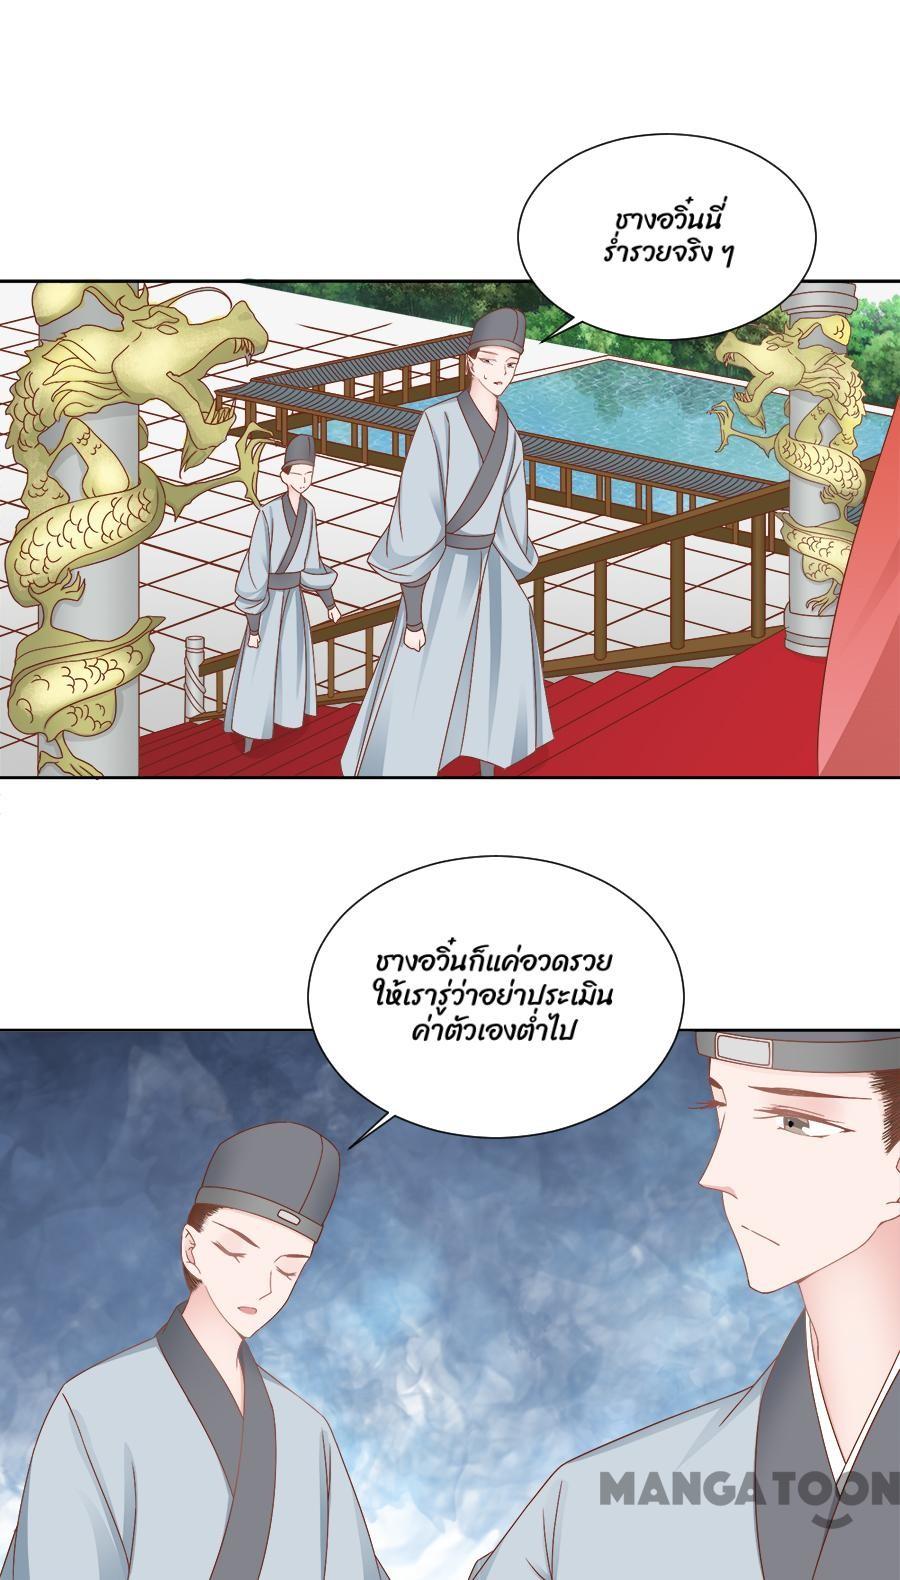 ชางอวิ๋นนี่
ร่ำรวยจริง ๆ
ชางอวิ๋นก็แค่อวดรวย
ให้เรารู้ว่าอย่าประเมิน
ค่าตัวเองต่ำไป
MANGATOON